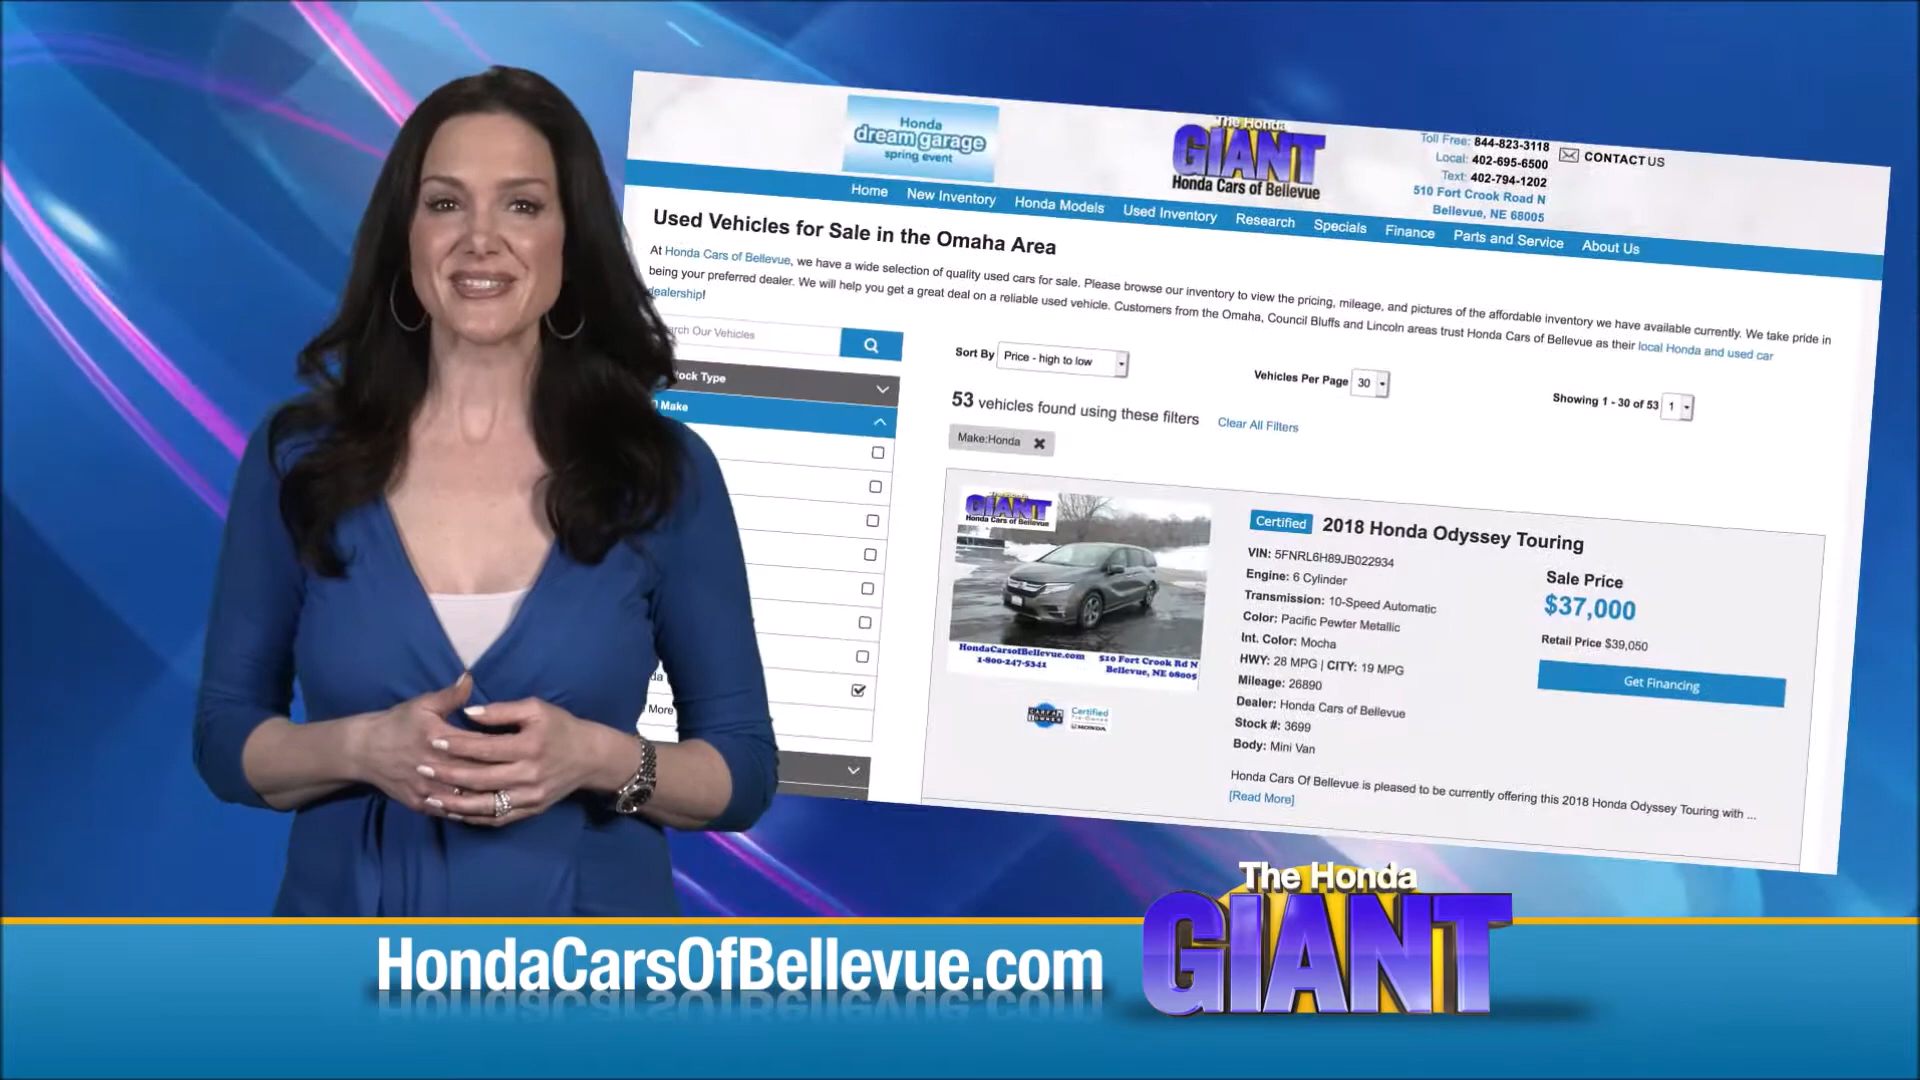 Honda
dream garage
spring event
The Honda
GIANT
Honda Cars of Bellevue
Toll Free: 844-823-3118
Local: 402-695-6500
Text: 402-794-1202
510 Fort Crook Road N
Bellevue, NE 68005
CONTACT US
Home New Inventory Honda Models Used Inventory Research Specials Finance Parts and Service About Us
Used Vehicles for Sale in the Omaha Area
At Honda Cars of Bellevue, we have a wide selection of quality used cars for sale. Please browse our inventory to view the pricing, mileage, and pictures of the affordable inventory we have available currently. We take pride in
being your preferred dealer. We will help you get a great deal on a reliable used vehicle. Customers from the Omaha, Council Bluffs and Lincoln areas trust Honda Cars of Bellevue as their local Honda and used car
dealership!
Our Vehicles
Sort By Price - high to low
Vehicles Per Page 30
Showing 1 - 30 of 53 1
Type
Make
More
53 vehicles found using these filters Clear All Filters
Make:Honda
GIANT
Honda Cars of Bellevue
HondaCarsofBellevue.com
1-800-247-5341
510 Fort Crook Rd N
Bellevue, NE 68005
Certified
HONDA
Certified 2018 Honda Odyssey Touring
VIN: 5FNRL6H89JB022934
Engine: 6 Cylinder
Transmission: 10-Speed Automatic
Color: Pacific Pewter Metallic
Int. Color: Mocha
HWY: 28 MPG | CITY: 19 MPG
Mileage: 26890
Dealer: Honda Cars of Bellevue
Stock #: 3699
Body: Mini Van
Sale Price
$37,000
Retail Price $39,050
Get Financing
Honda Cars Of Bellevue is pleased to be currently offering this 2018 Honda Odyssey Touring with ...
[Read More]
HondaCarsOfBellevue.com
The Honda
GIANT